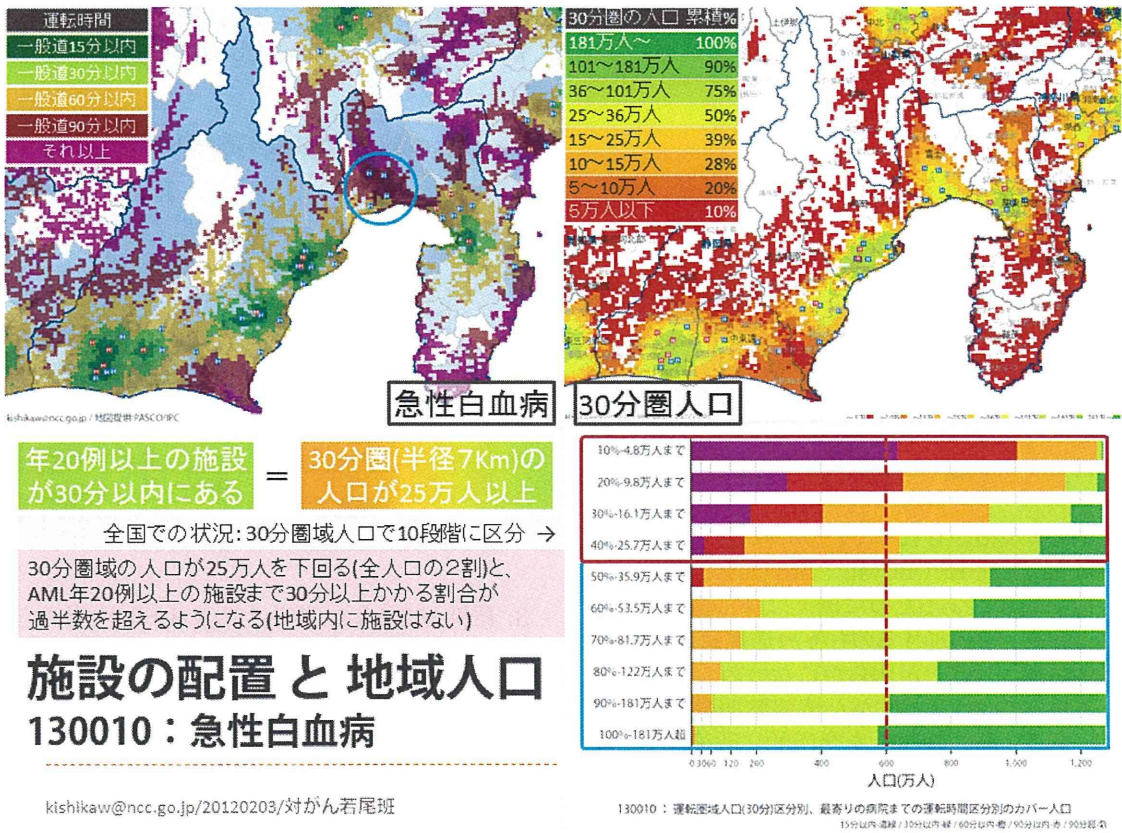 運転時間
一般道15分以内
一般道30分以内
一般道60分以内
一般道90分以内
それ以上
急性白血病
kishikaw@ncc.go.jp / 地図提供:PASCO/IPC
30分圏の人口 累積%
181万人~ 100%
101~181万人 90%
36~101万人 75%
25~36万人 50%
15~25万人 39%
10~15万人 28%
5~10万人 20%
5万人以下 10%
30分圏人口
年20例以上の施設
が30分以内にある
=
30分圏(半径7Km)の
人口が25万人以上
全国での状況:30分圏域人口で10段階に区分 →
30分圏域の人口が25万人を下回る(全人口の2割)と、
AML年20例以上の施設まで30分以上かかる割合が
過半数を超えるようになる(地域内に施設はない)
施設の配置 と 地域人口
130010:急性白血病
kishikaw@ncc.go.jp/20120203/対がん若尾班
10%-4.8万人まで
20%-9.8万人まで
30%-16.1万人まで
40%-25.7万人まで
50%-35.9万人まで
60%-53.5万人まで
70%-81.7万人まで
80%-122万人まで
90%-181万人まで
100%-181万人超
0 30 60 120 200 400 600 800 1,000 1,200
人口(万人)
130010 : 運転圏域人口(30分)区分別、最寄りの病院までの運転時間区分別のカバー人口